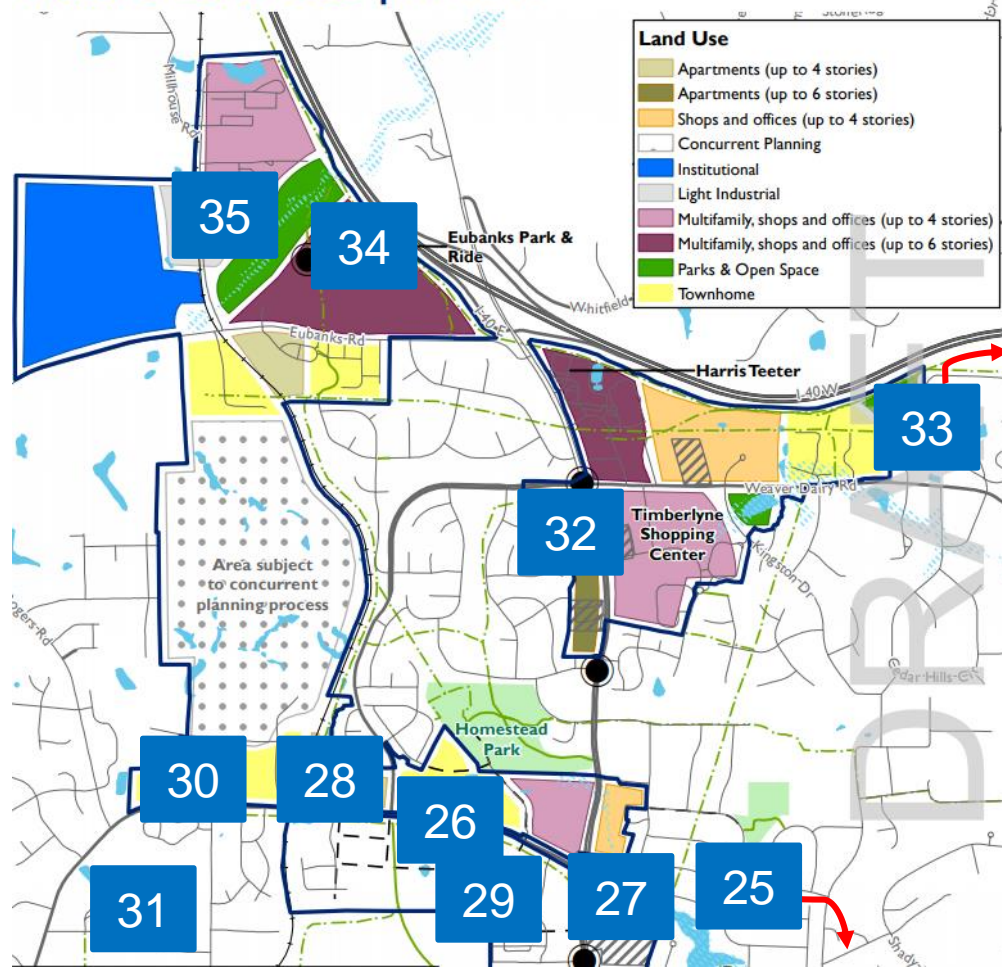 Land Use
Apartments (up to 4 stories)
Apartments (up to 6 stories)
Shops and offices (up to 4 stories)
Concurrent Planning
Institutional
Light Industrial
Multifamily, shops and offices (up to 4 stories)
Multifamily, shops and offices (up to 6 stories)
Parks & Open Space
Townhome
Millhouse Rd
35
34
Eubanks Park &
Ride
I-40 E
Whitfield
Eubanks-Rd
Harris Teeter
I-40 W
33
Weaver Dairy Rd
32
Timberlyne
Shopping
Center
Kingston-Dr
Area subject
to concurrent
planning process
ogers-Rd
Cedar Hills-Cir
DRAFT
Homestead
Park
30
28
26
31
29
27
25
Shady